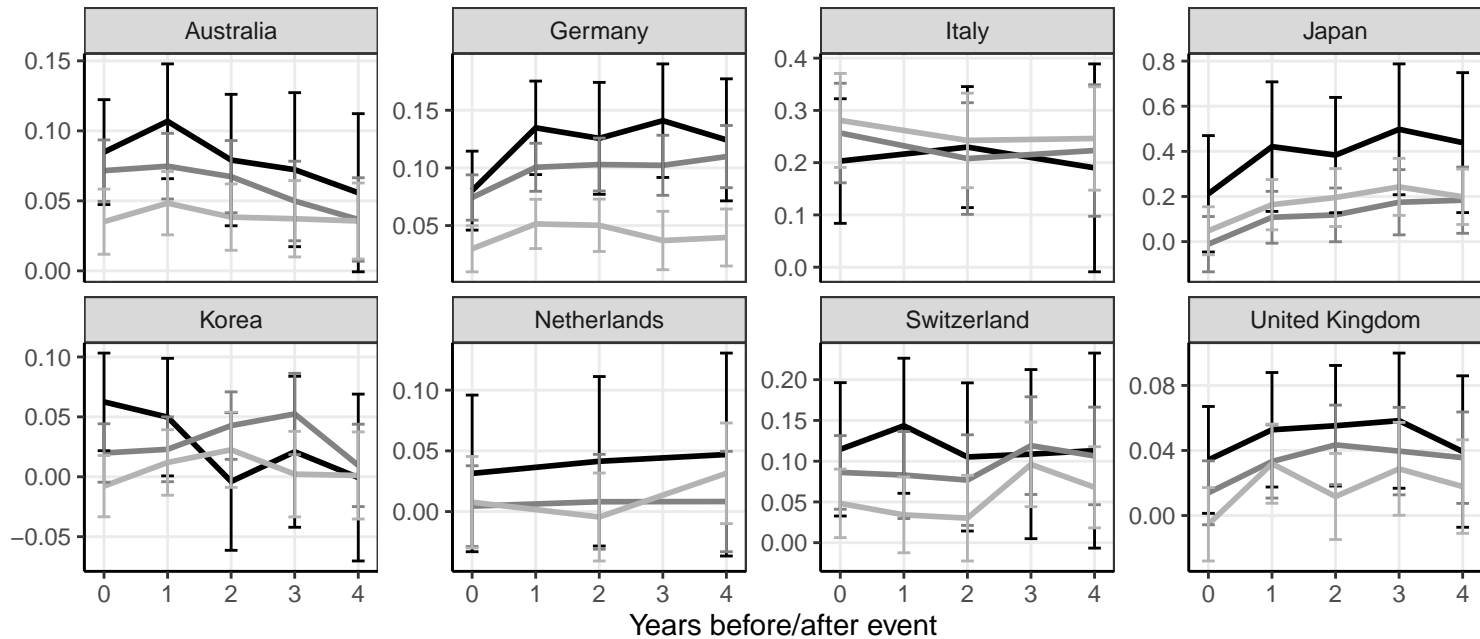 Australia Germany Italy Japan
0.15 0.15 0.4 0.8
0.10 0.10 0.3 0.6
0.05 0.05 0.2 0.4
0.00 0.1 0.2
0.0 0.0
Korea Netherlands Switzerland United Kingdom
0.10 0.10 0.20 0.08
0.05 0.05 0.15 0.04
0.00 0.00 0.10 0.00
−0.05 0.05
0.00
0 1 2 3 4 0 1 2 3 4 0 1 2 3 4 0 1 2 3 4
Years before/after event